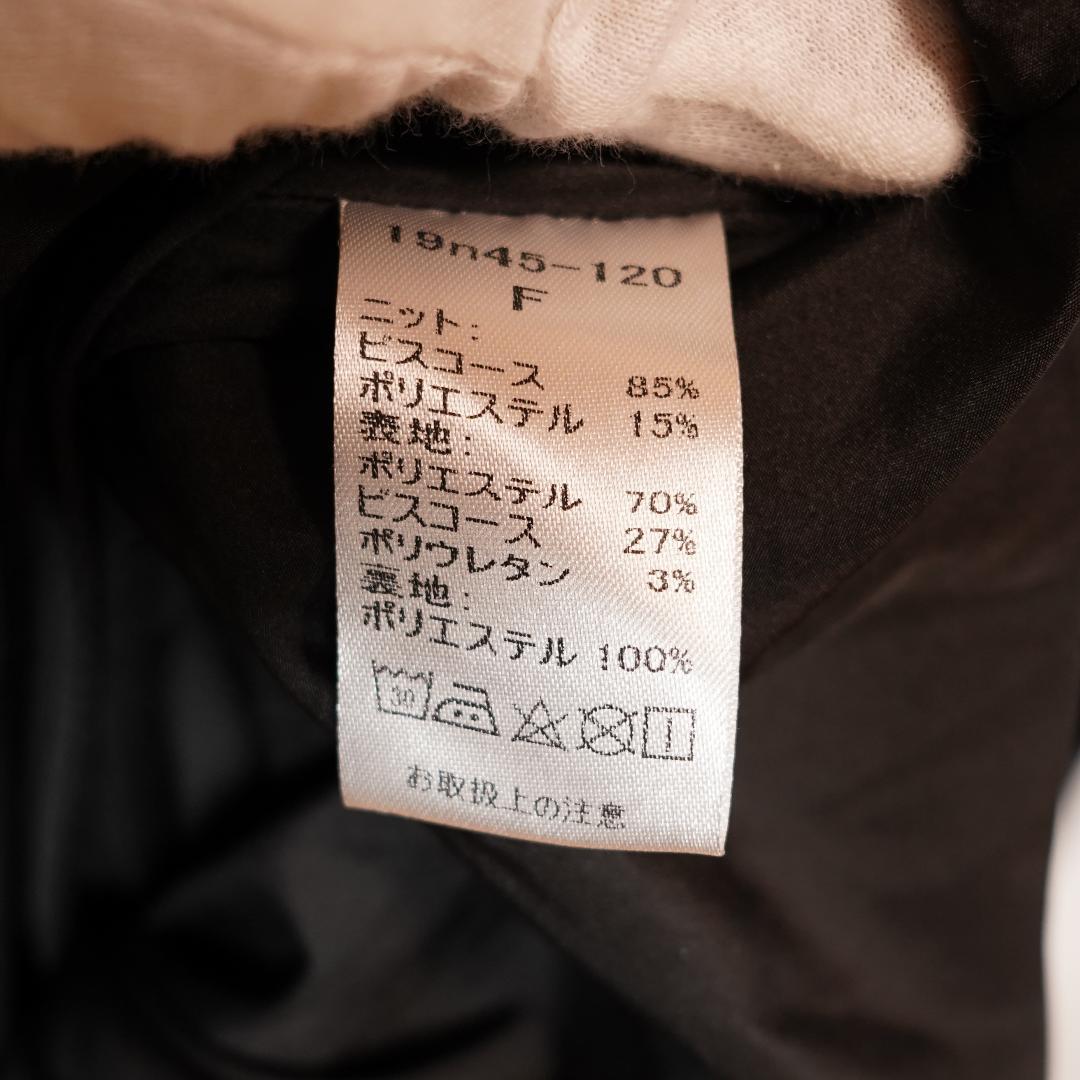 19n45-120
F
ニット:
ビスコース 85%
ポリエステル 15%
表地:
ポリエステル 70%
ビスコース 27%
ポリウレタン 3%
裏地:
ポリエステル 100%
30
お取扱上の注意